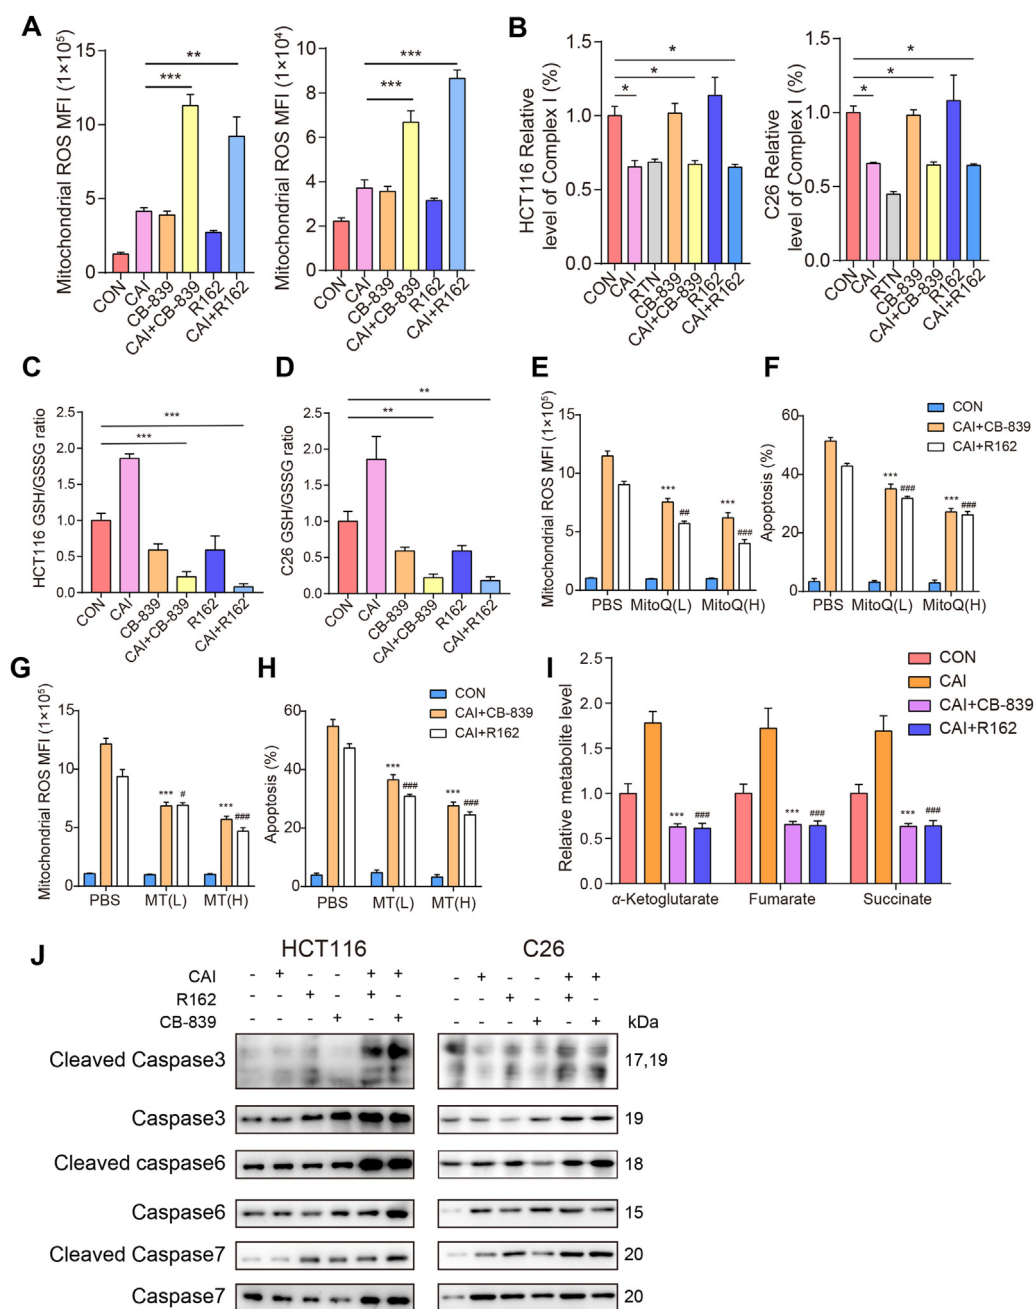 A
Mitochondrial ROS MFI (1×10⁵)
15
10
5
0
**
***
CON
CAI
CB-839
CAI+CB-839
R162
CAI+R162
Mitochondrial ROS MFI (1×10⁴)
10
8
6
4
2
0
***
***
CON
CAI
CB-839
CAI+CB-839
R162
CAI+R162
B
HCT116 Relative
level of Complex I (%)
1.5
1.0
0.5
0.0
*
*
*
CON
CAI
RTN
CB-839
CAI+CB-839
R162
CAI+R162
C26 Relative
level of Complex I (%)
1.5
1.0
0.5
0.0
*
*
*
CON
CAI
RTN
CB-839
CAI+CB-839
R162
CAI+R162
C
HCT116 GSH/GSSG ratio
2.5
2.0
1.5
1.0
0.5
0.0
***
***
CON
CAI
CB-839
CAI+CB-839
R162
CAI+R162
D
C26 GSH/GSSG ratio
2.5
2.0
1.5
1.0
0.5
0.0
**
**
CON
CAI
CB-839
CAI+CB-839
R162
CAI+R162
E
Mitochondrial ROS MFI (1×10⁵)
15
10
5
0
***
##
***
###
PBS MitoQ(L) MitoQ(H)
F
CON
CAI+CB-839
CAI+R162
Apoptosis (%)
60
40
20
0
***
###
***
###
PBS MitoQ(L) MitoQ(H)
G
Mitochondrial ROS MFI (1×10⁵)
15
10
5
0
***
#
***
###
PBS MT(L) MT(H)
H
CON
CAI+CB-839
CAI+R162
Apoptosis (%)
60
40
20
0
***
###
***
###
PBS MT(L) MT(H)
I
CON
CAI
CAI+CB-839
CAI+R162
Relative metabolite level
2.5
2.0
1.5
1.0
0.5
0.0
*** ###
*** ###
*** ###
α-Ketoglutarate Fumarate Succinate
J
HCT116 C26
CAI - + - - + + - + - - + +
R162 - - + - + - - - + - + -
CB-839 - - - + - + - - - + - + kDa
Cleaved Caspase3 17,19
Caspase3 19
Cleaved caspase6 18
Caspase6 15
Cleaved Caspase7 20
Caspase7 20